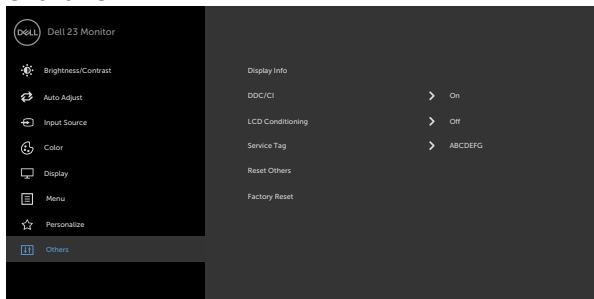 DELL Dell 23 Monitor
Brightness/Contrast
Auto Adjust
Input Source
Color
Display
Menu
Personalize
Others
Display Info
DDC/CI > On
LCD Conditioning > Off
Service Tag > ABCDEFG
Reset Others
Factory Reset